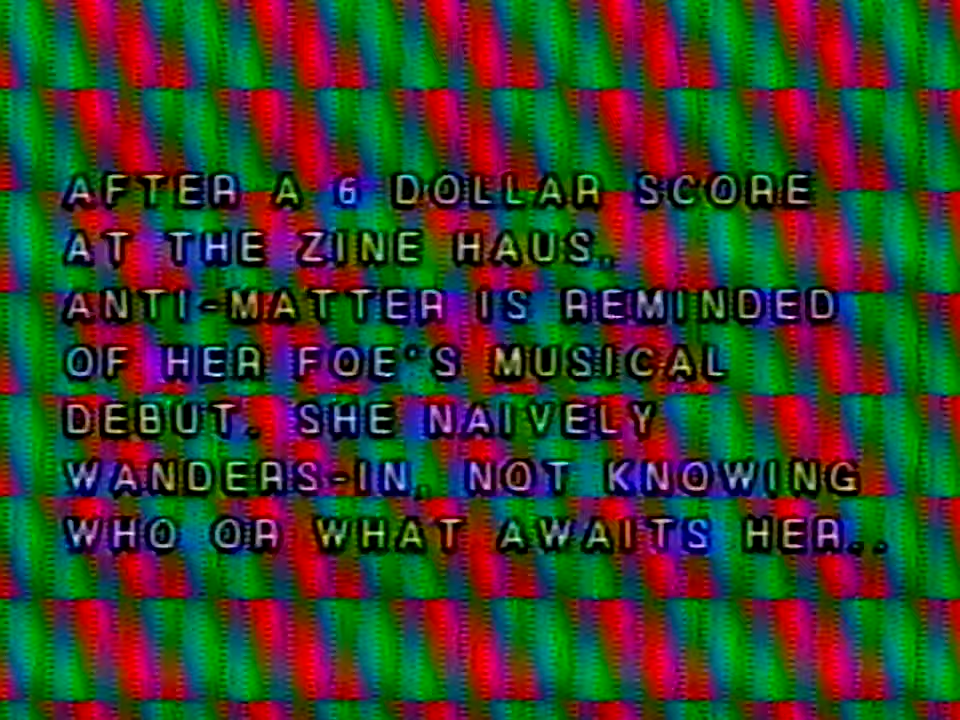 AFTER A 6 DOLLAR SCORE
AT THE ZINE HAUS,
ANTI-MATTER IS REMINDED
OF HER FOE'S MUSICAL
DEBUT. SHE NAIVELY
WANDERS-IN, NOT KNOWING
WHO OR WHAT AWAITS HER..